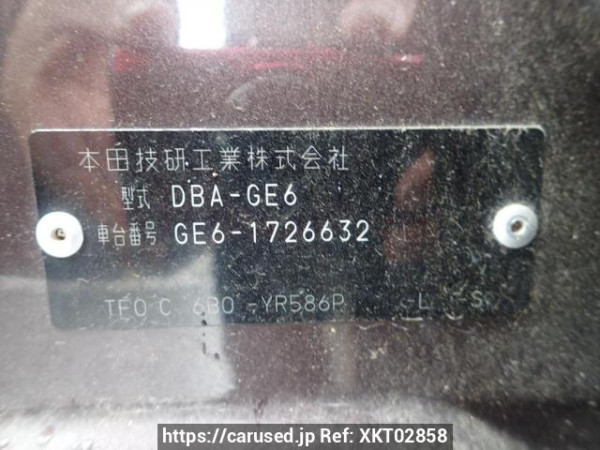 本田技研工業株式会社
型式 DBA-GE6
車台番号 GE6-1726632
TF0 C 6B0 -YR586P L S
https://carused.jp Ref: XKT02858